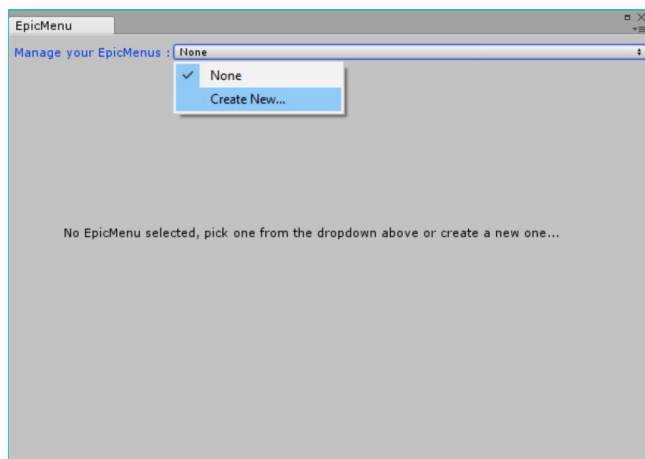 EpicMenu
Manage your EpicMenus : None
None
Create New...
No EpicMenu selected, pick one from the dropdown above or create a new one...